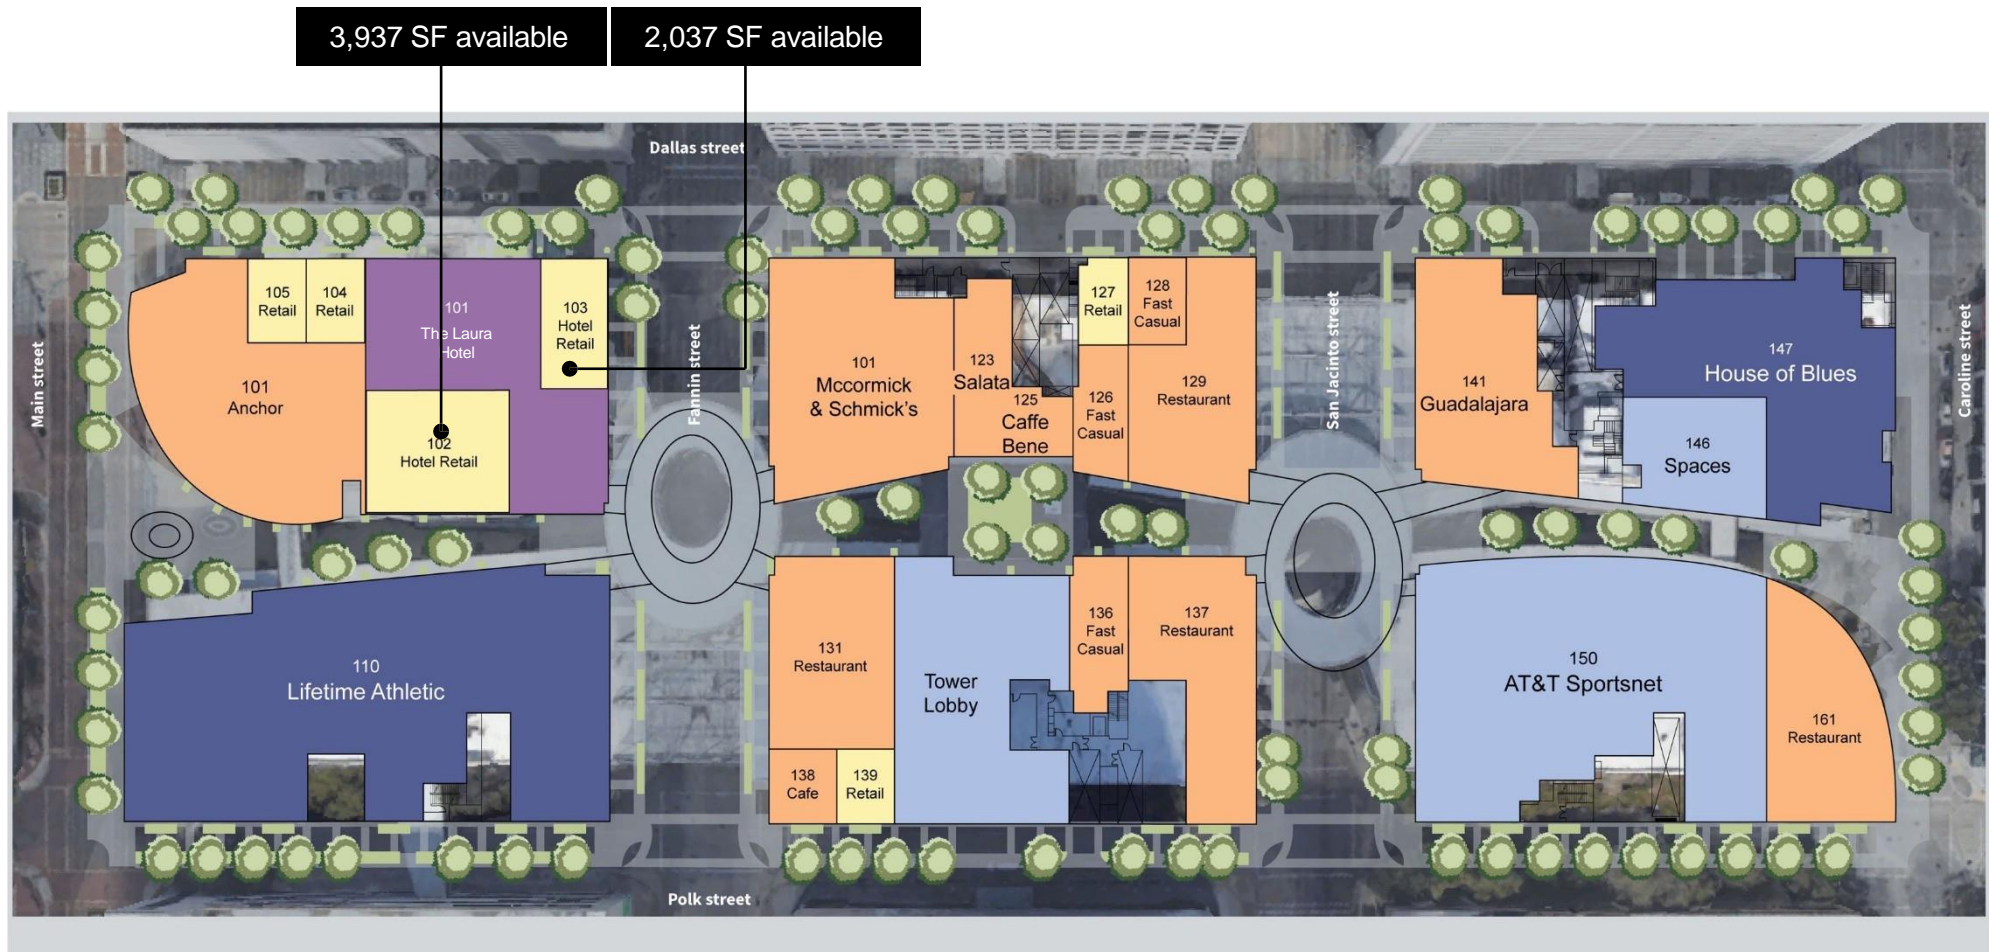 3,937 SF available
2,037 SF available
Dallas street
Main street
Fannin street
San Jacinto street
Caroline street
105
Retail
104
Retail
101
The Laura
Hotel
103
Hotel
Retail
101
Anchor
102
Hotel Retail
101
Mccormick
& Schmick's
123
Salata
125
Caffe
Bene
127
Retail
128
Fast
Casual
126
Fast
Casual
129
Restaurant
141
Guadalajara
147
House of Blues
146
Spaces
110
Lifetime Athletic
131
Restaurant
Tower
Lobby
136
Fast
Casual
137
Restaurant
138
Cafe
139
Retail
150
AT&T Sportsnet
161
Restaurant
Polk street